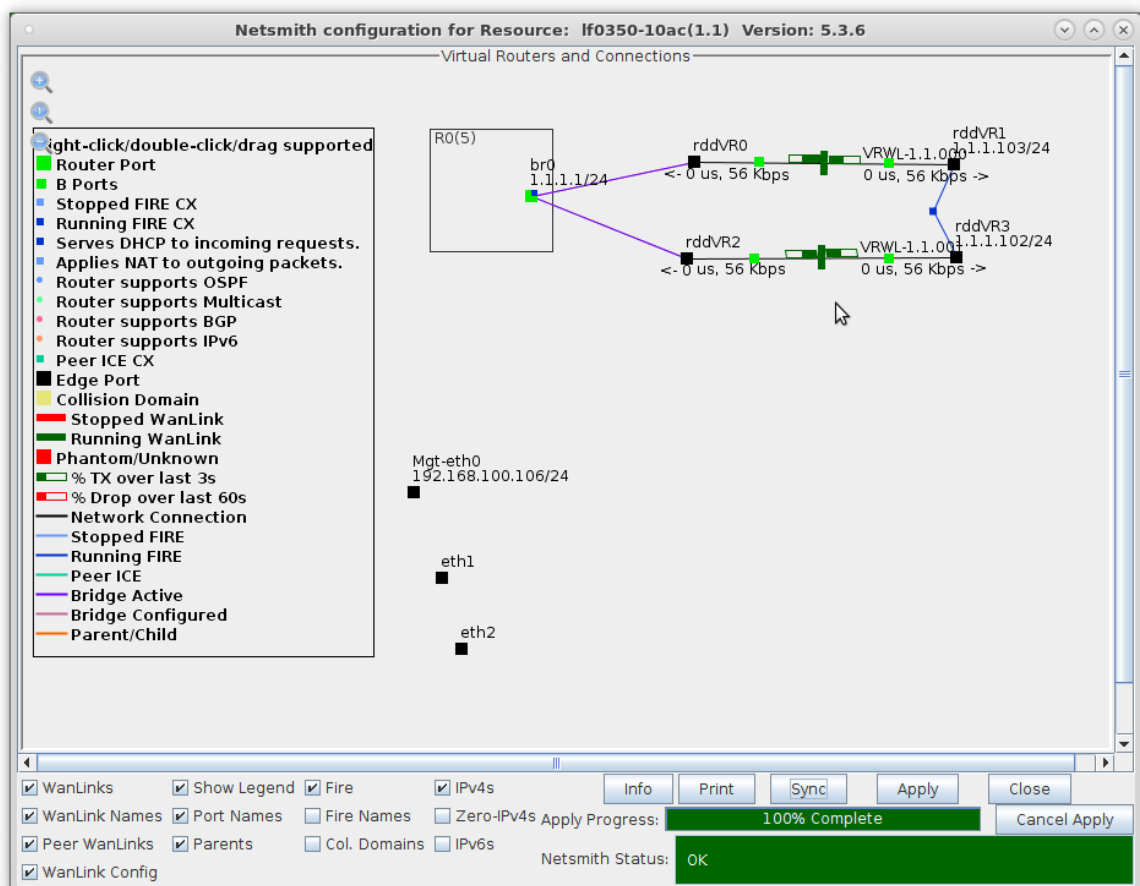 Netsmith configuration for Resource:  lf0350-10ac(1.1)  Version: 5.3.6
Virtual Routers and Connections
ight-click/double-click/drag supported
Router Port
B Ports
Stopped FIRE CX
Running FIRE CX
Serves DHCP to incoming requests.
Applies NAT to outgoing packets.
Router supports OSPF
Router supports Multicast
Router supports BGP
Router supports IPv6
Peer ICE CX
Edge Port
Collision Domain
Stopped WanLink
Running WanLink
Phantom/Unknown
% TX over last 3s
% Drop over last 60s
Network Connection
Stopped FIRE
Running FIRE
Peer ICE
Bridge Active
Bridge Configured
Parent/Child
R0(5)
br0
1.1.1.1/24
rddVR0
<- 0 us, 56 Kbps
VRWL-1.1.000
0 us, 56 Kbps ->
rddVR1
1.1.1.103/24
rddVR2
<- 0 us, 56 Kbps
VRWL-1.1.001
0 us, 56 Kbps ->
rddVR3
1.1.1.102/24
Mgt-eth0
192.168.100.106/24
eth1
eth2
WanLinks
Show Legend
Fire
IPv4s
Info
Print
Sync
Apply
Close
WanLink Names
Port Names
Fire Names
Zero-IPv4s
Apply Progress:
100% Complete
Cancel Apply
Peer WanLinks
Parents
Col. Domains
IPv6s
Netsmith Status:
OK
WanLink Config